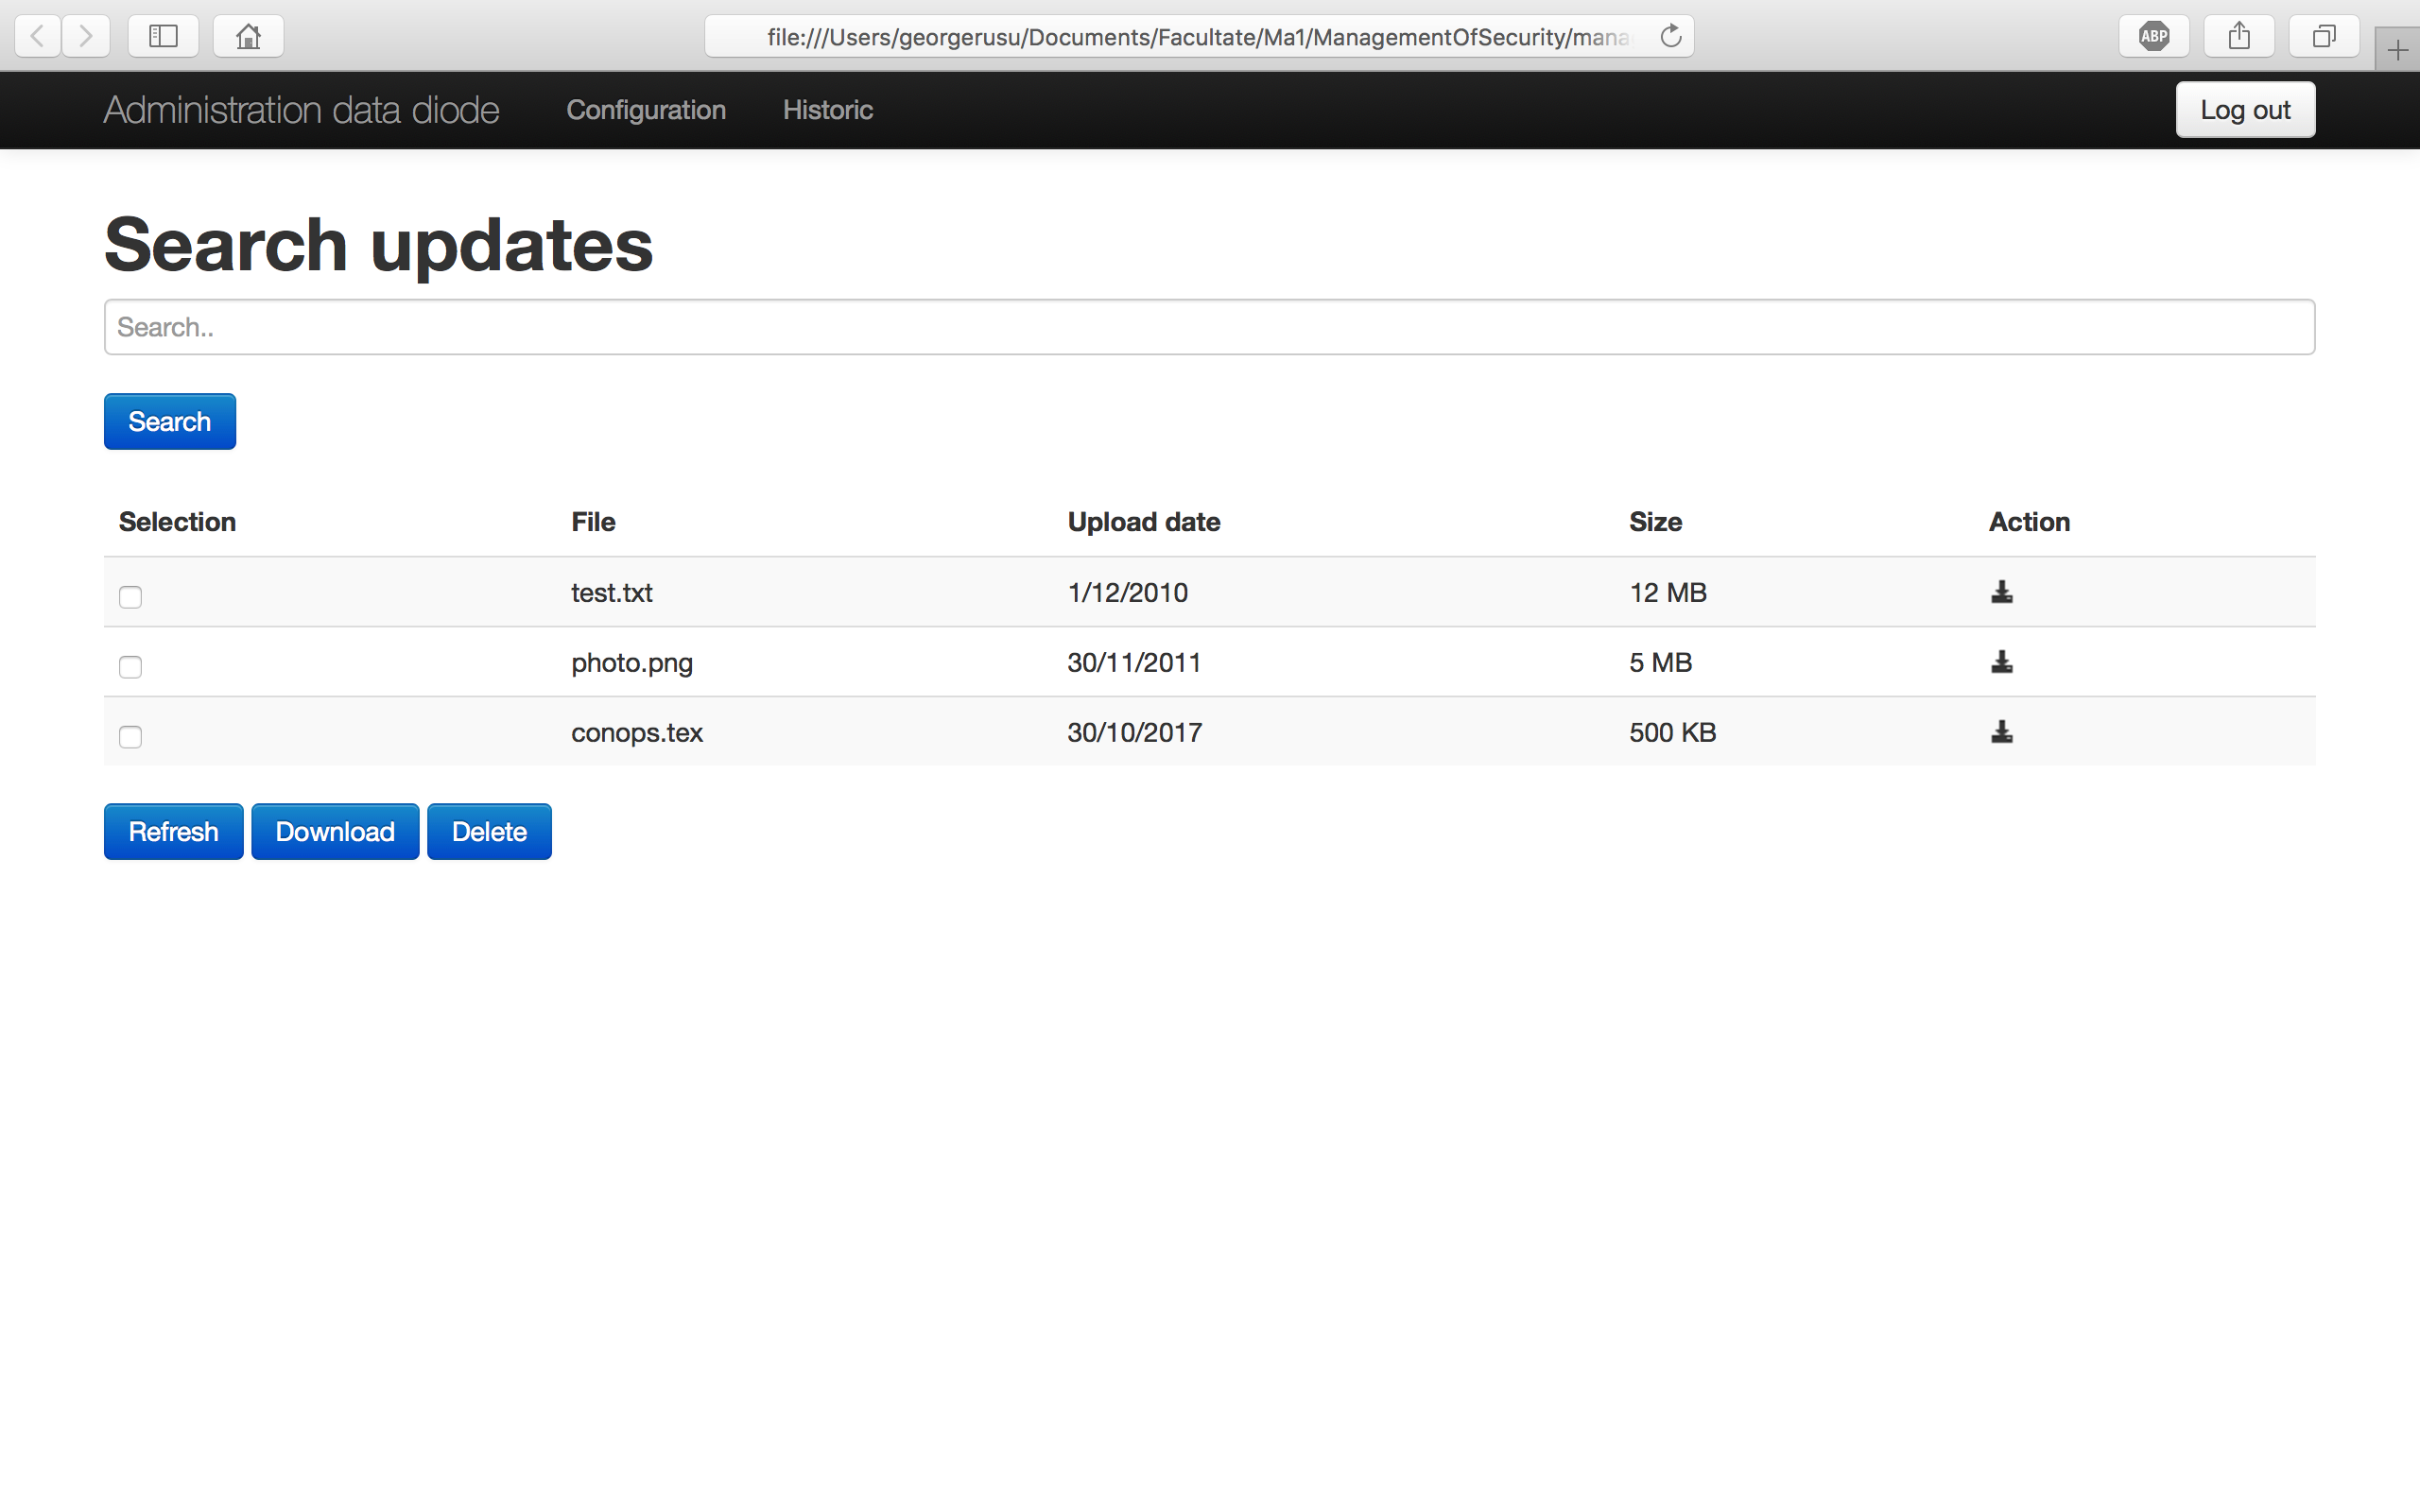 file:///Users/georgerusu/Documents/Facultate/Ma1/ManagementOfSecurity/mana
ABP
Administration data diode Configuration Historic Log out
Search updates
Search..
Search
Selection File Upload date Size Action
test.txt 1/12/2010 12 MB
photo.png 30/11/2011 5 MB
conops.tex 30/10/2017 500 KB
Refresh Download Delete